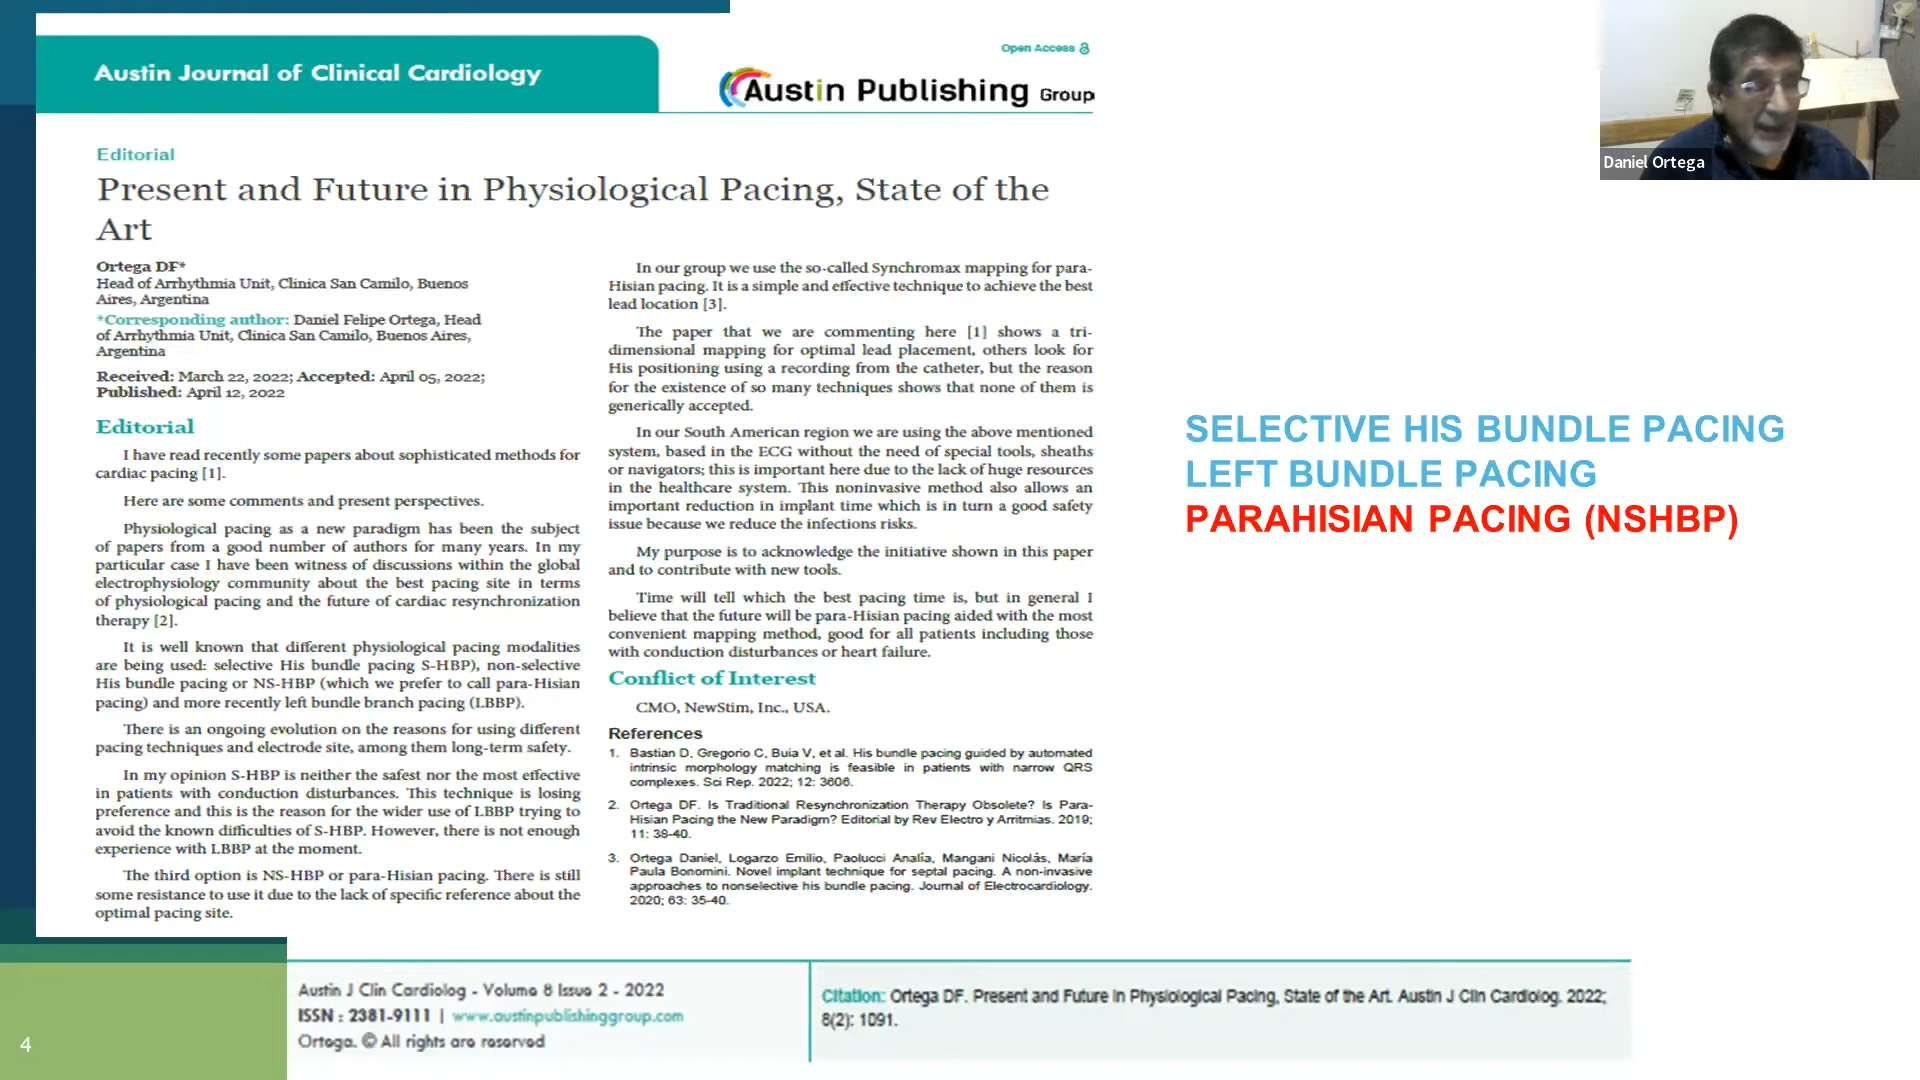 Austin Journal of Clinical Cardiology
Open Access
Austin Publishing Group
Editorial
Present and Future in Physiological Pacing, State of the
Art
Ortega DF*
Head of Arrhythmia Unit, Clinica San Camilo, Buenos
Aires, Argentina
*Corresponding author: Daniel Felipe Ortega, Head
of Arrhythmia Unit, Clinica San Camilo, Buenos Aires,
Argentina
Received: March 22, 2022; Accepted: April 05, 2022;
Published: April 12, 2022
Editorial
I have read recently some papers about sophisticated methods for
cardiac pacing [1].
Here are some comments and present perspectives.
Physiological pacing as a new paradigm has been the subject
of papers from a good number of authors for many years. In my
particular case I have been witness of discussions within the global
electrophysiology community about the best pacing site in terms
of physiological pacing and the future of cardiac resynchronization
therapy [2].
It is well known that different physiological pacing modalities
are being used: selective His bundle pacing S-HBP), non-selective
His bundle pacing or NS-HBP (which we prefer to call para-Hisian
pacing) and more recently left bundle branch pacing (LBBP).
There is an ongoing evolution on the reasons for using different
pacing techniques and electrode site, among them long-term safety.
In my opinion S-HBP is neither the safest nor the most effective
in patients with conduction disturbances. This technique is losing
preference and this is the reason for the wider use of LBBP trying to
avoid the known difficulties of S-HBP. However, there is not enough
experience with LBBP at the moment.
The third option is NS-HBP or para-Hisian pacing. There is still
some resistance to use it due to the lack of specific reference about the
optimal pacing site.
In our group we use the so-called Synchromax mapping for para-
Hisian pacing. It is a simple and effective technique to achieve the best
lead location [3].
The paper that we are commenting here [1] shows a tri-
dimensional mapping for optimal lead placement, others look for
His positioning using a recording from the catheter, but the reason
for the existence of so many techniques shows that none of them is
generically accepted.
In our South American region we are using the above mentioned
system, based in the ECG without the need of special tools, sheaths
or navigators; this is important here due to the lack of huge resources
in the healthcare system. This noninvasive method also allows an
important reduction in implant time which is in turn a good safety
issue because we reduce the infections risks.
My purpose is to acknowledge the initiative shown in this paper
and to contribute with new tools.
Time will tell which the best pacing time is, but in general I
believe that the future will be para-Hisian pacing aided with the most
convenient mapping method, good for all patients including those
with conduction disturbances or heart failure.
Conflict of Interest
CMO, NewStim, Inc., USA.
References
1. Bastian D, Gregorio C, Buia V, et al. His bundle pacing guided by automated
intrinsic morphology matching is feasible in patients with narrow QRS
complexes. Sci Rep. 2022; 12: 3606.
2. Ortega DF. Is Traditional Resynchronization Therapy Obsolete? Is Para-
Hisian Pacing the New Paradigm? Editorial by Rev Electro y Arritmias. 2019;
11: 38-40.
3. Ortega Daniel, Logarzo Emilio, Paolucci Analía, Mangani Nicolás, María
Paula Bonomini. Novel implant technique for septal pacing. A non-invasive
approaches to nonselective his bundle pacing. Journal of Electrocardiology.
2020; 63: 35-40.
SELECTIVE HIS BUNDLE PACING
LEFT BUNDLE PACING
PARAHISIAN PACING (NSHBP)
Daniel Ortega
Austin J Clin Cardiolog - Volume 8 Issue 2 - 2022
ISSN : 2381-9111 | www.austinpublishinggroup.com
Ortega. © All rights are reserved
Citation: Ortega DF. Present and Future in Physiological Pacing, State of the Art. Austin J Clin Cardiolog. 2022;
8(2): 1091.
4